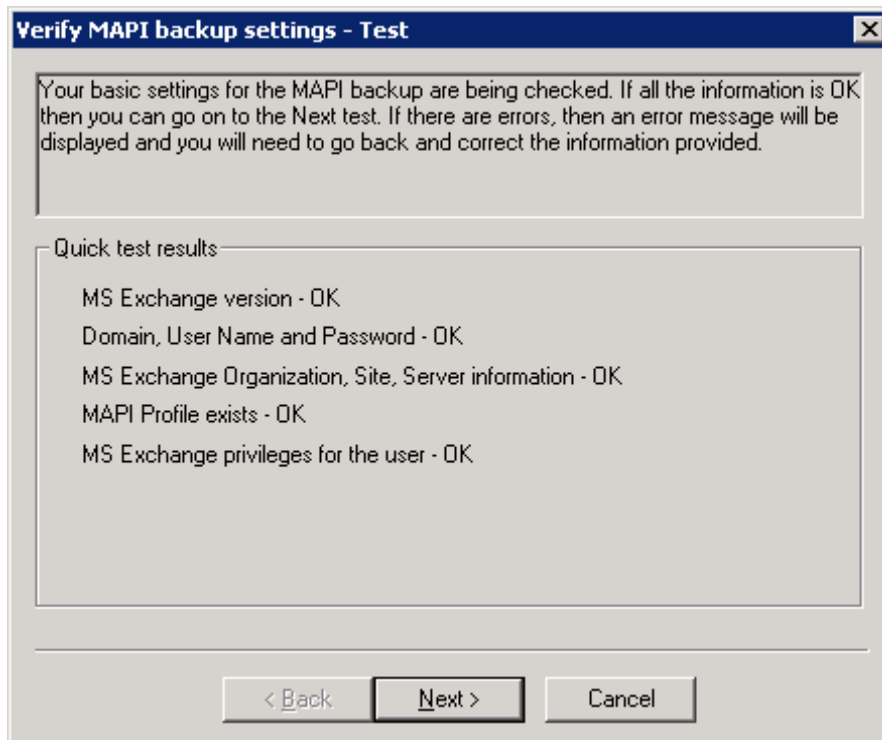 Verify MAPI backup settings - Test
Your basic settings for the MAPI backup are being checked. If all the information is OK
then you can go on to the Next test. If there are errors, then an error message will be
displayed and you will need to go back and correct the information provided.
Quick test results
MS Exchange version - OK
Domain, User Name and Password - OK
MS Exchange Organization, Site, Server information - OK
MAPI Profile exists - OK
MS Exchange privileges for the user - OK
< Back
Next >
Cancel